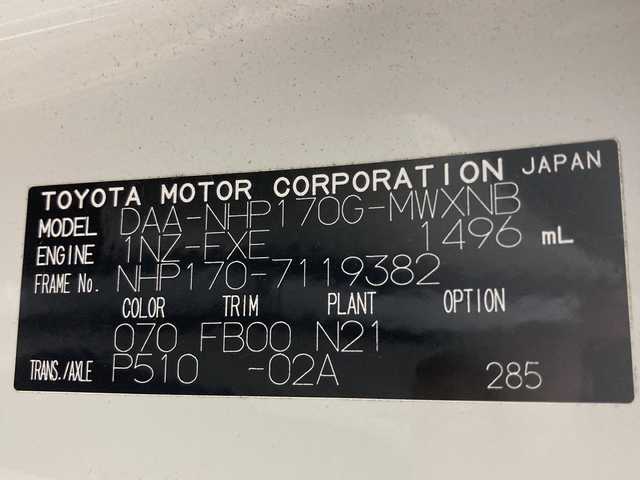 TOYOTA MOTOR CORPORATION JAPAN
MODEL DAA-NHP170G-MWXNB
ENGINE 1NZ-FXE 1496 mL
FRAME No. NHP170-7119382
COLOR TRIM PLANT OPTION
070 FB00 N21
TRANS./AXLE P510 -02A 285